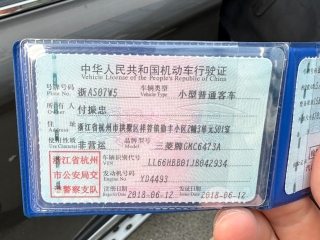 中华人民共和国机动车行驶证
Vehicle License of the People's Republic of China
号牌号码 浙A507W5 车辆类型 小型普通客车
Plate No. Vehicle Type
所有人 付振忠
Owner
住址 浙江省杭州市拱墅区祥符镇勤丰小区2幢3单元501室
Address
使用性质 非营运 品牌型号 三菱牌GMC6473A
Use Character Model
浙江省杭州市公安局交警察支队
车辆识别代号 LL66HBB01JB042934
VIN
发动机号码 YD4493
Engine No.
注册日期 2018-06-12 发证日期 2018-06-12
Register Date Issue Date